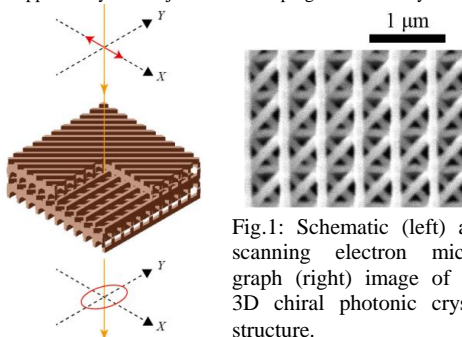 1 μm
Y
X
Y
X
Fig.1: Schematic (left) a
scanning electron mic
graph (right) image of
3D chiral photonic crys
structure.